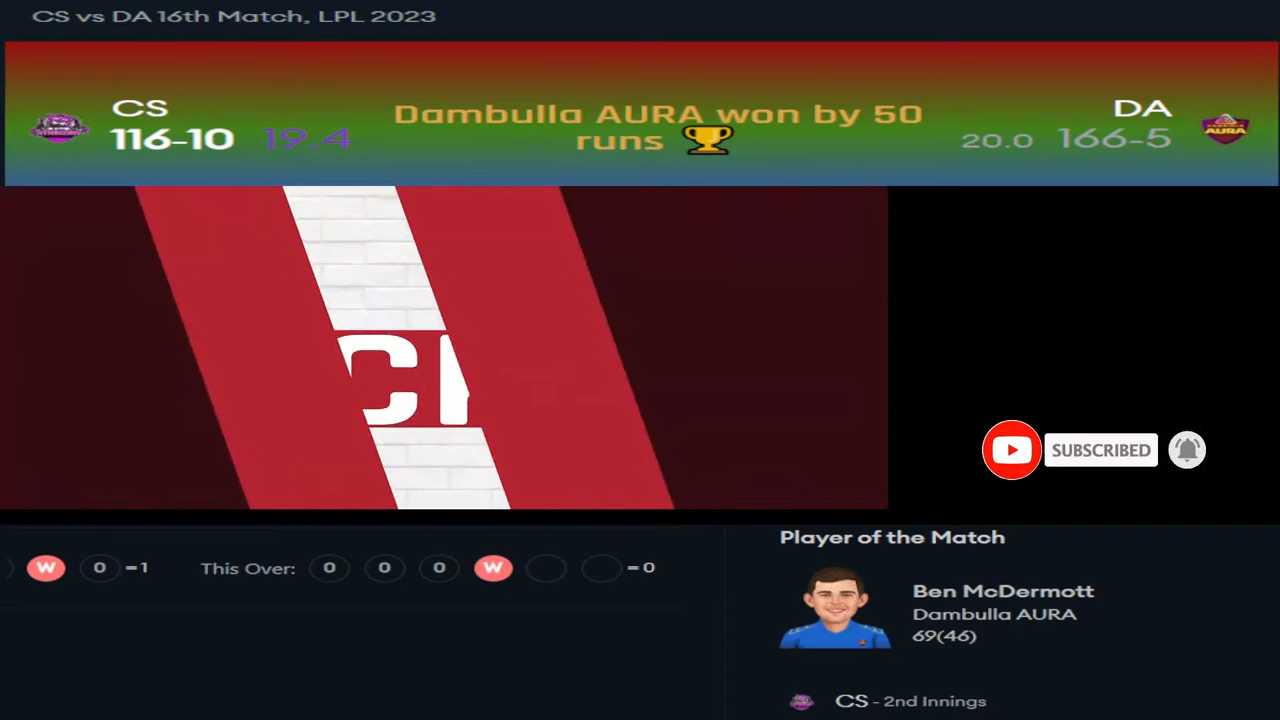 CS vs DA 16th Match, LPL 2023
CS
116-10 19.4
Dambulla AURA won by 50
runs
DA
20.0 166-5
AURA
SUBSCRIBED
W 0 =1 This Over: 0 0 0 W =0
Player of the Match
Ben McDermott
Dambulla AURA
69(46)
CS - 2nd Innings